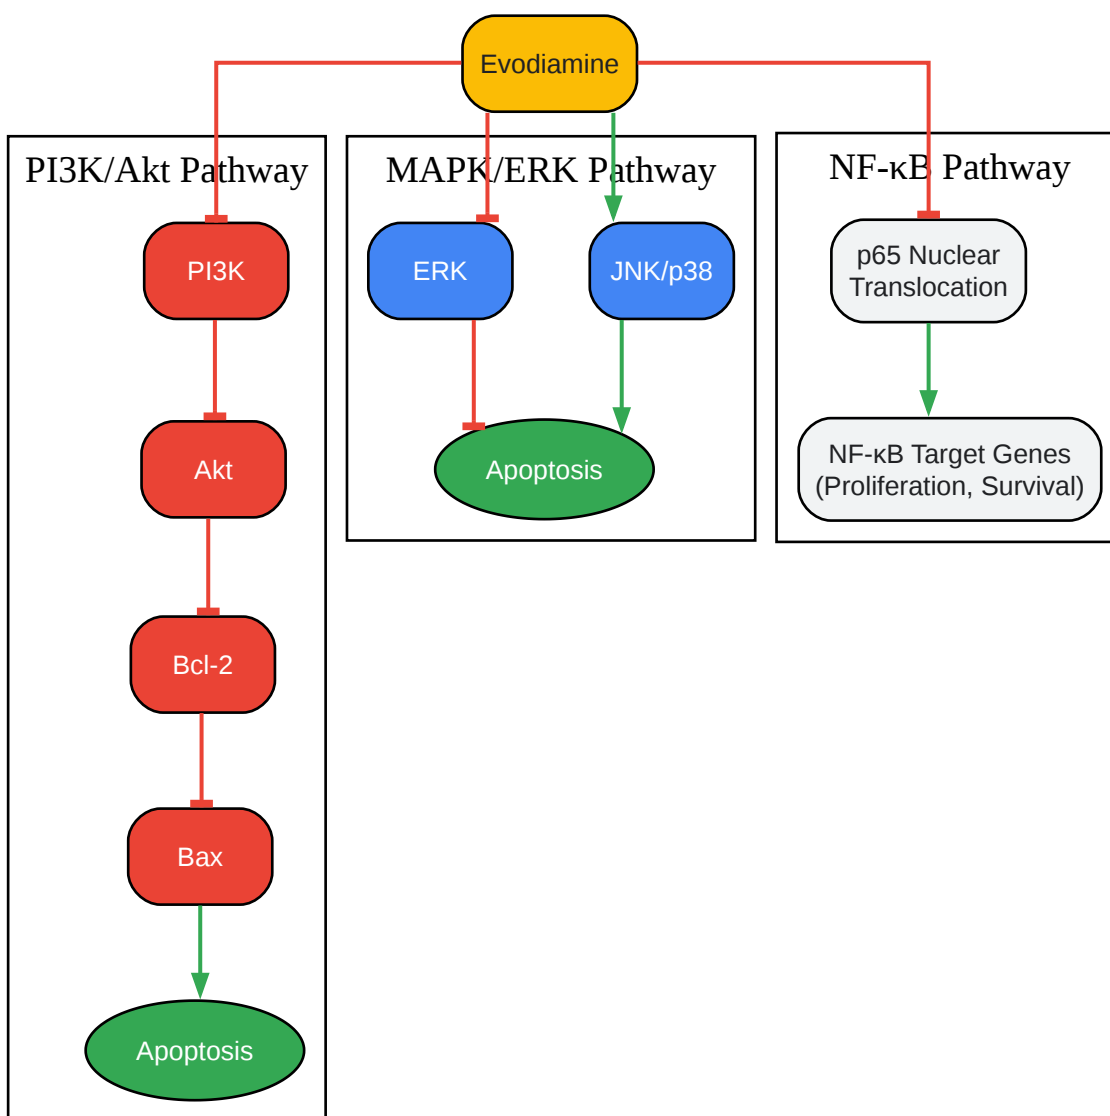 Evodiamine
PI3K/Akt Pathway
MAPK/ERK Pathway
NF-κB Pathway
PI3K
ERK
JNK/p38
p65 Nuclear
Translocation
Akt
Apoptosis
NF-κB Target Genes
(Proliferation, Survival)
Bcl-2
Bax
Apoptosis